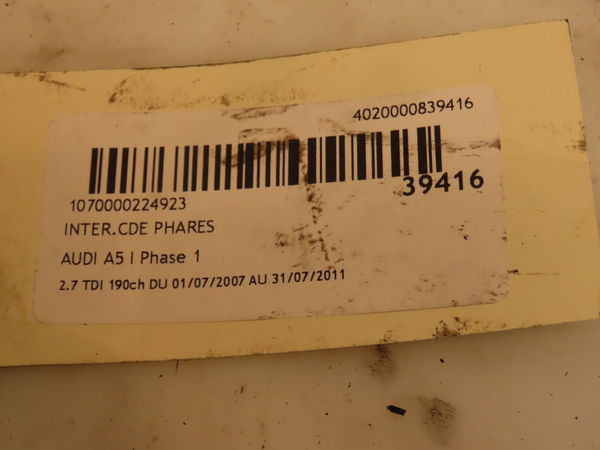 4020000839416
39416
1070000224923
INTER.CDE PHARES
AUDI A5 I Phase 1
2.7 TDI 190ch DU 01/07/2007 AU 31/07/2011